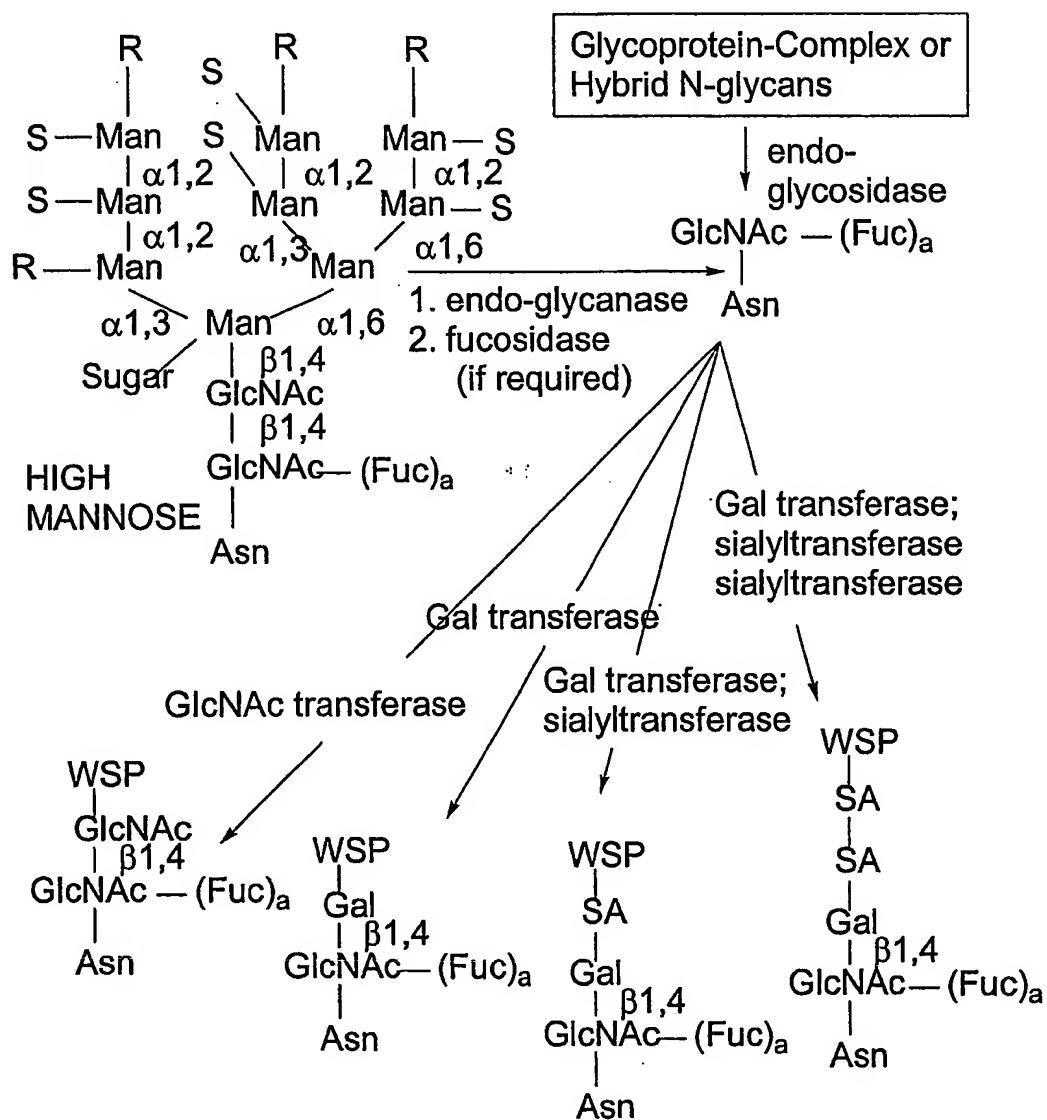 R
R
Glycoprotein-Complex or
Hybrid N-glycans
S
S—Man
S
Man
Man—S
endo-
glycosidase
α1,2
α1,2
α1,2
S—Man
Man
Man—S
GlcNAc—(Fuc)a
α1,2
α1,3
α1,6
R—Man
Man
Asn
1. endo-glycanase
2. fucosidase
(if required)
α1,3
Man
α1,6
Sugar
β1,4
GlcNAc
β1,4
GlcNAc—(Fuc)a
HIGH
MANNOSE
Asn
Gal transferase;
sialyltransferase
sialyltransferase
Gal transferase
Gal transferase;
sialyltransferase
GlcNAc transferase
WSP
GlcNAc
β1,4
GlcNAc—(Fuc)a
Asn
WSP
Gal
β1,4
GlcNAc—(Fuc)a
Asn
WSP
SA
Gal
β1,4
GlcNAc—(Fuc)a
Asn
WSP
SA
SA
Gal
β1,4
GlcNAc—(Fuc)a
Asn